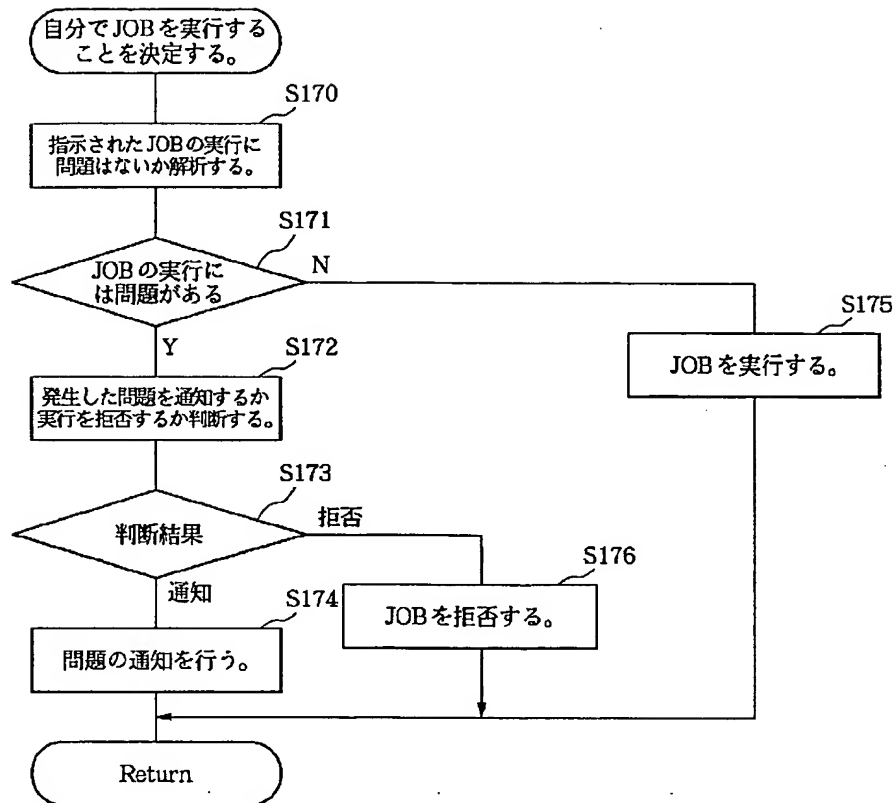 自分でJOBを実行する
ことを決定する。
S170
指示されたJOBの実行に
問題はないか解析する。
S171
JOBの実行に
は問題がある
N
Y
S175
JOBを実行する。
S172
発生した問題を通知するか
実行を拒否するか判断する。
S173
判断結果
拒否
通知
S176
JOBを拒否する。
S174
問題の通知を行う。
Return